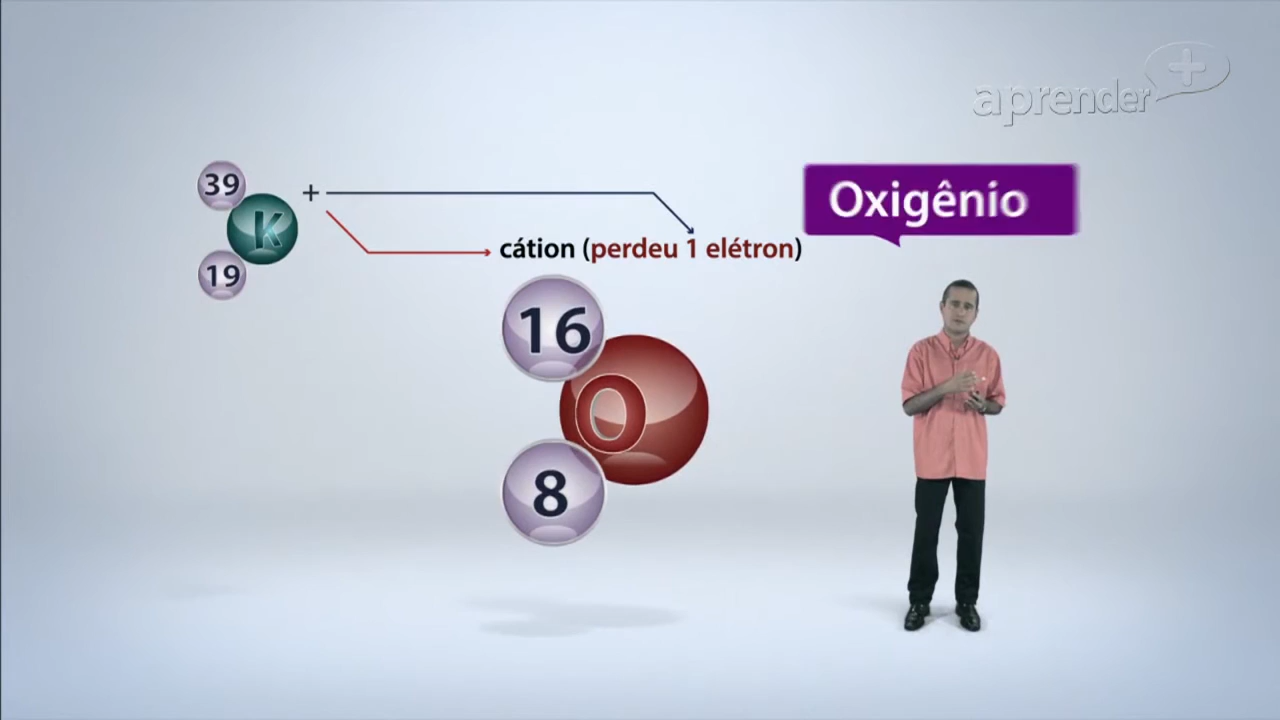 aprender +
39
K +
19
cátion (perdeu 1 elétron)
Oxigênio
16
O
8